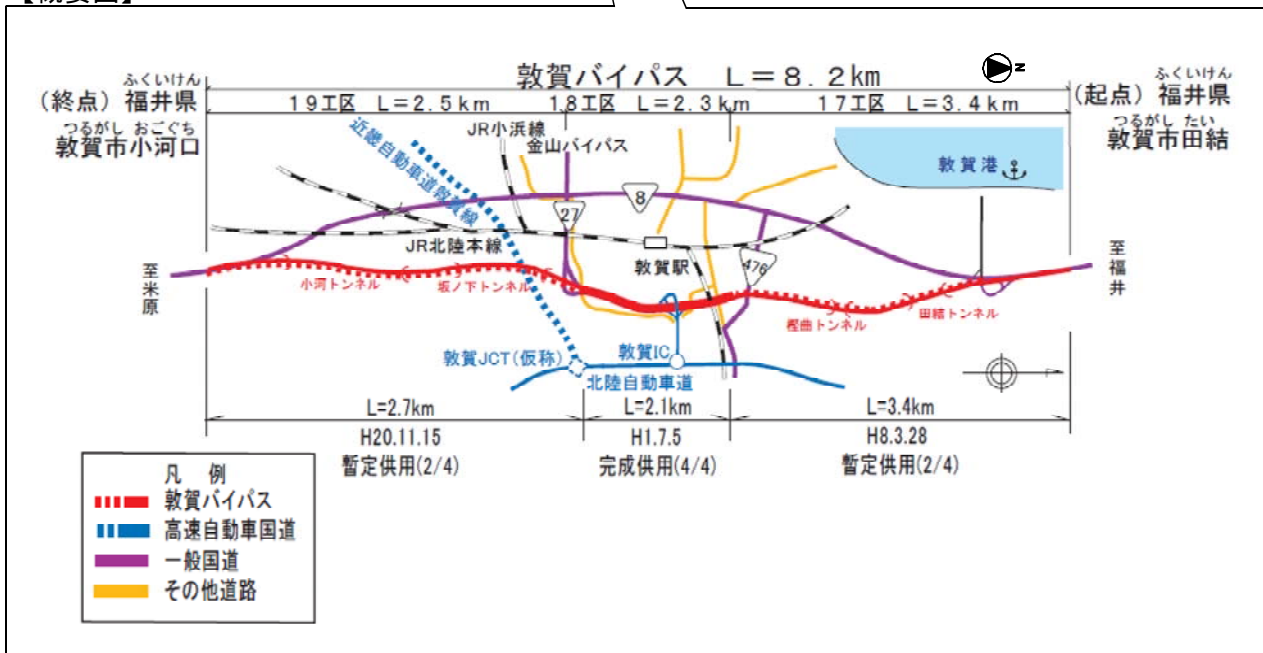 敦賀バイパス L=8.2km
N
ふくいけん
(終点)福井県
つるがし おごぐち
敦賀市小河口
19工区 L=2.5km
18工区 L=2.3km
17工区 L=3.4km
ふくいけん
(起点)福井県
つるがし たい
敦賀市田結
近畿自動車道敦賀線
JR小浜線
金山バイパス
敦賀港
8
27
JR北陸本線
敦賀駅
476
至米原
至福井
小河トンネル
坂ノ下トンネル
樫曲トンネル
田結トンネル
敦賀JCT(仮称)
敦賀IC
北陸自動車道
L=2.7km
L=2.1km
L=3.4km
H20.11.15
H1.7.5
H8.3.28
暫定供用(2/4)
完成供用(4/4)
暫定供用(2/4)
凡 例
敦賀バイパス
高速自動車国道
一般国道
その他道路